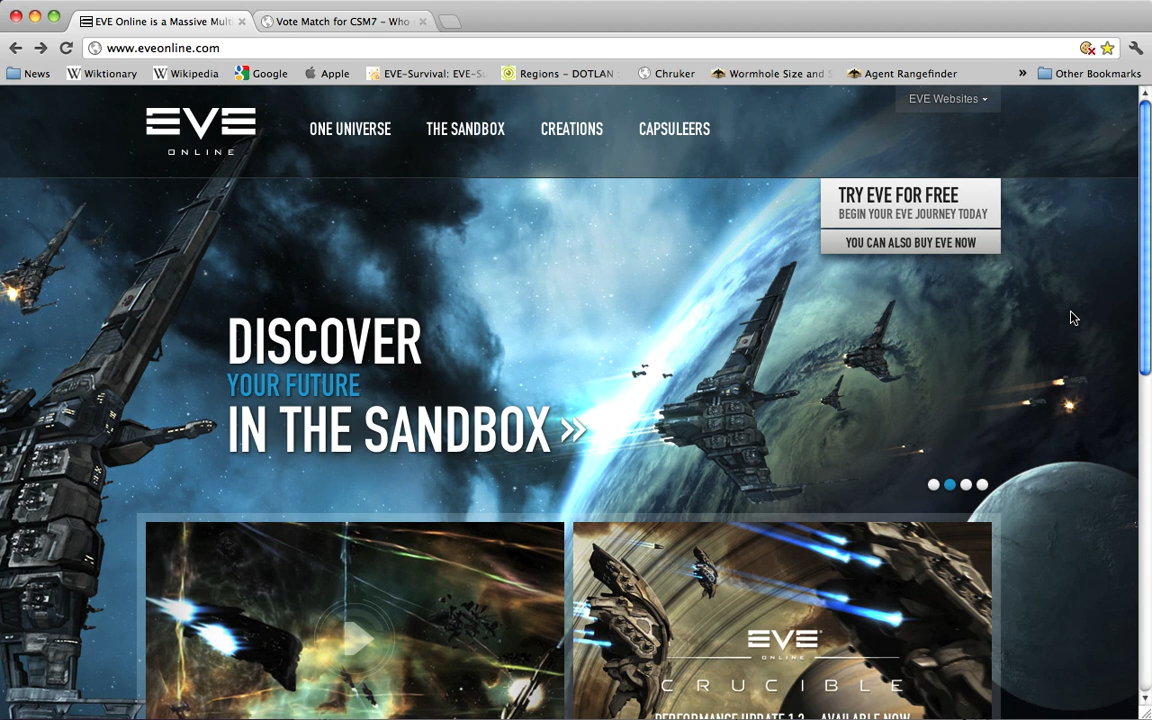 EVE Online is a Massive Mult
Vote Match for CSM7 – Who
www.eveonline.com
News
Wiktionary
Wikipedia
Google
Apple
EVE-Survival: EVE-Su
Regions – DOTLAN :
Chruker
Wormhole Size and S
Agent Rangefinder
»
Other Bookmarks
EVE Websites
EVE
ONLINE
ONE UNIVERSE
THE SANDBOX
CREATIONS
CAPSULEERS
TRY EVE FOR FREE
BEGIN YOUR EVE JOURNEY TODAY
YOU CAN ALSO BUY EVE NOW
DISCOVER
YOUR FUTURE
IN THE SANDBOX »
EVE
ONLINE
CRUCIBLE
PERFORMANCE UPDATE 1.2 – AVAILABLE NOW